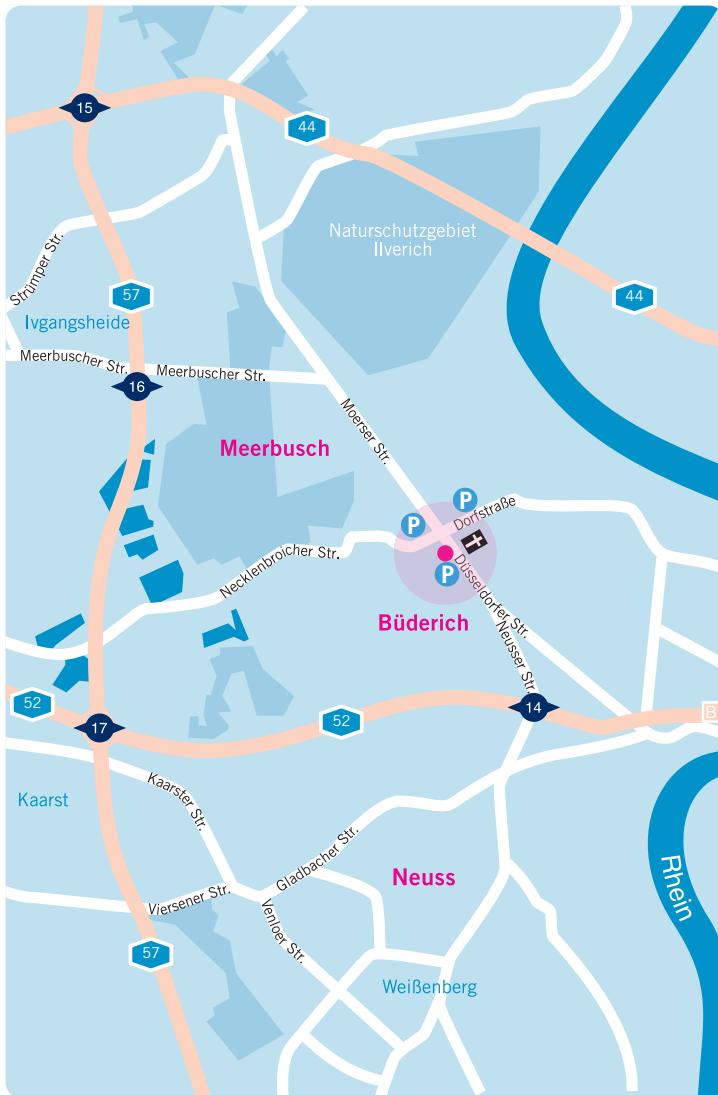 15
44
Naturschutzgebiet
Ilverich
Strümper Str.
57
44
Ivgangsheide
Meerbuscher Str.
Meerbuscher Str.
16
Moerser Str.
Meerbusch
P
P
Dorfstraße
Necklenbroicher Str.
P
Düsseldorfer Str.
Büderich
Neusser Str.
52
14
52
17
B
Kaarst
Kaarster Str.
Gladbacher Str.
Rhein
Neuss
Viersener Str.
Venloer Str.
57
Weißenberg